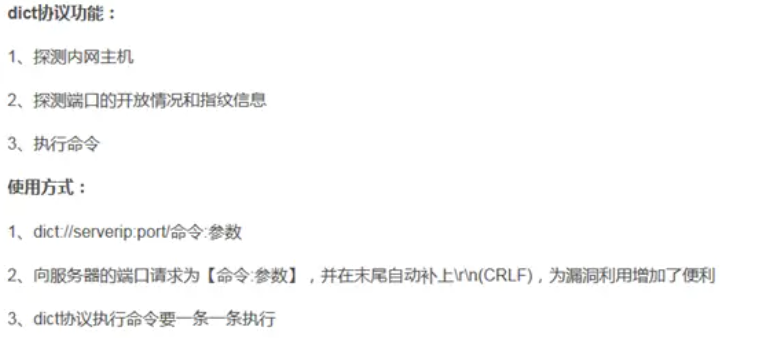 dict协议功能：
1、探测内网主机
2、探测端口的开放情况和指纹信息
3、执行命令
使用方式：
1、dict://serverip:port/命令:参数
2、向服务器的端口请求为【命令:参数】，并在末尾自动补上\r\n(CRLF)，为漏洞利用增加了便利
3、dict协议执行命令要一条一条执行